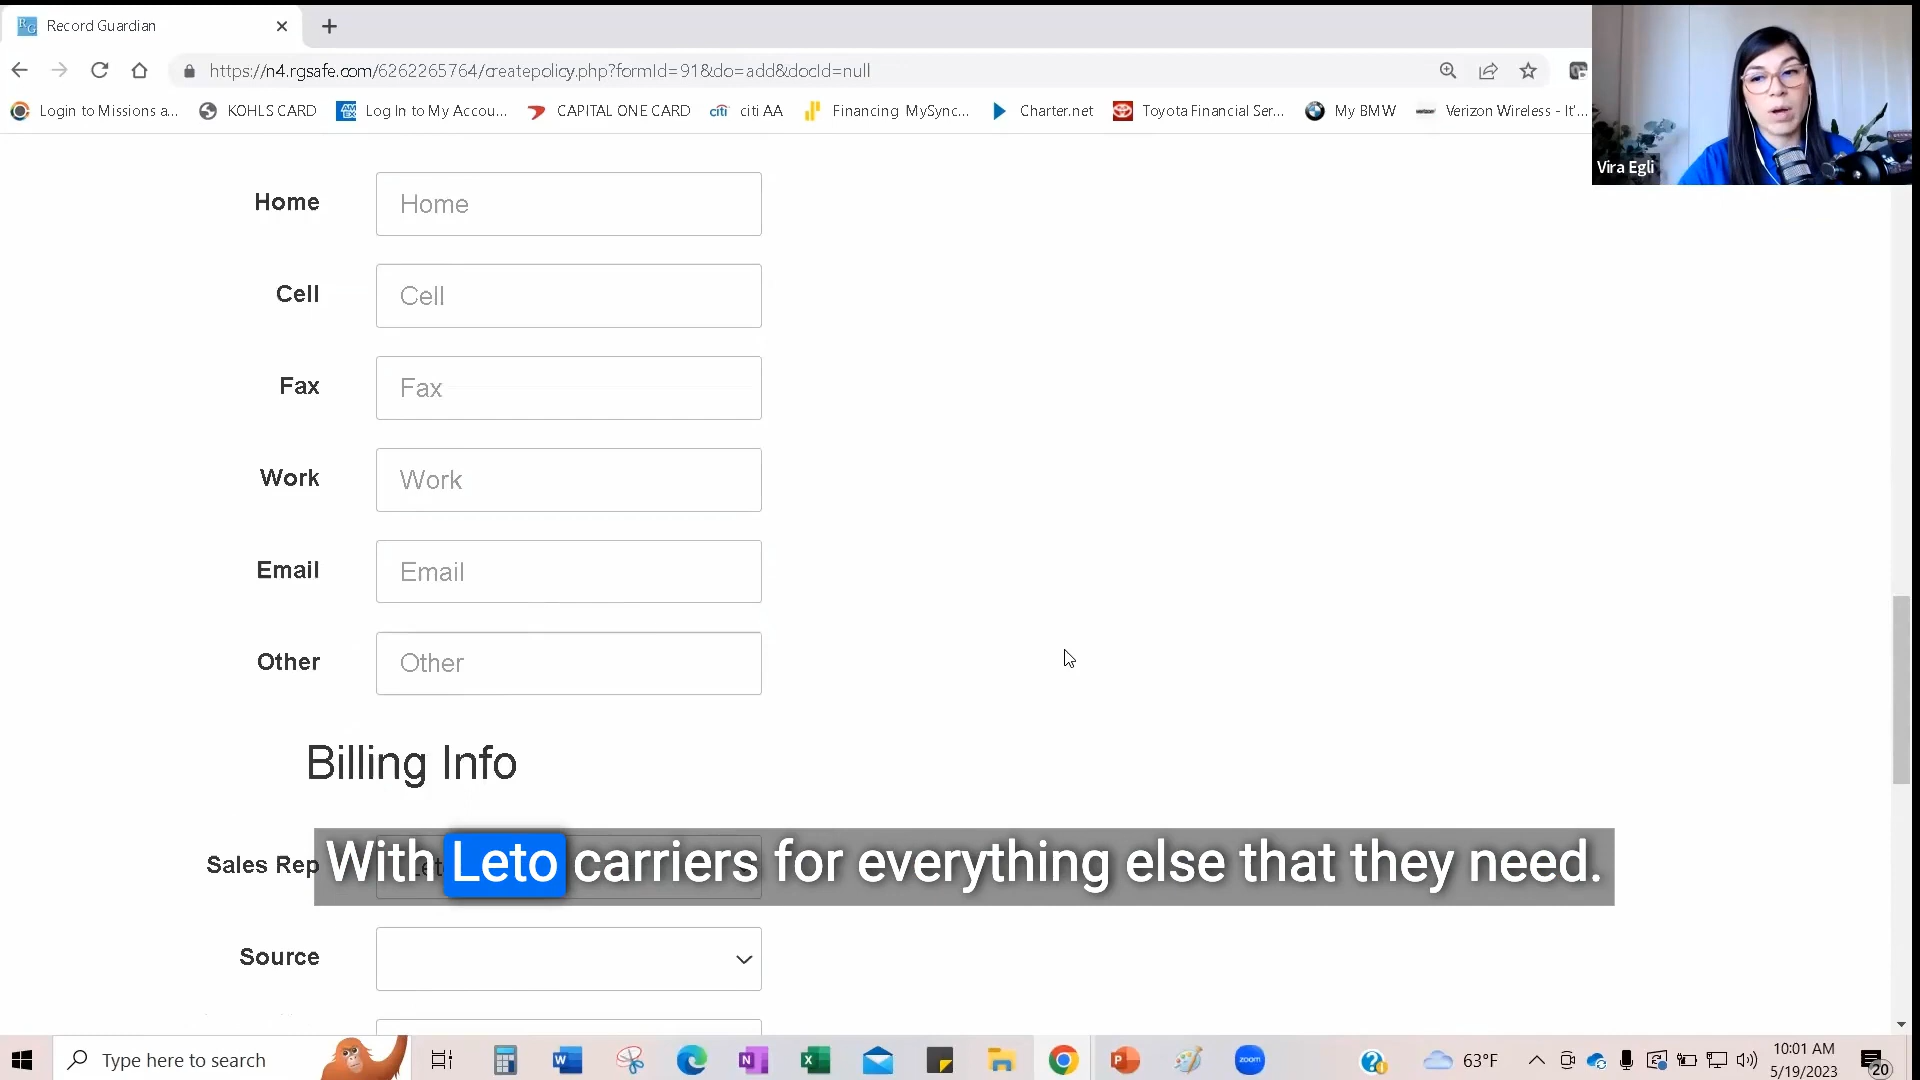 Record Guardian
https://n4.rgsafe.com/6262265764/createpolicy.php?formId=91&do=add&docId=null
Login to Missions a... KOHLS CARD Log In to My Accou... CAPITAL ONE CARD citi citi AA Financing MySync... Charter.net Toyota Financial Ser... My BMW Verizon Wireless - It'...
Vira Egli
Home Home
Cell Cell
Fax Fax
Work Work
Email Email
Other Other
Billing Info
Sales Rep
With Leto carriers for everything else that they need.
Source
Type here to search
zoom
63°F
10:01 AM
5/19/2023
20